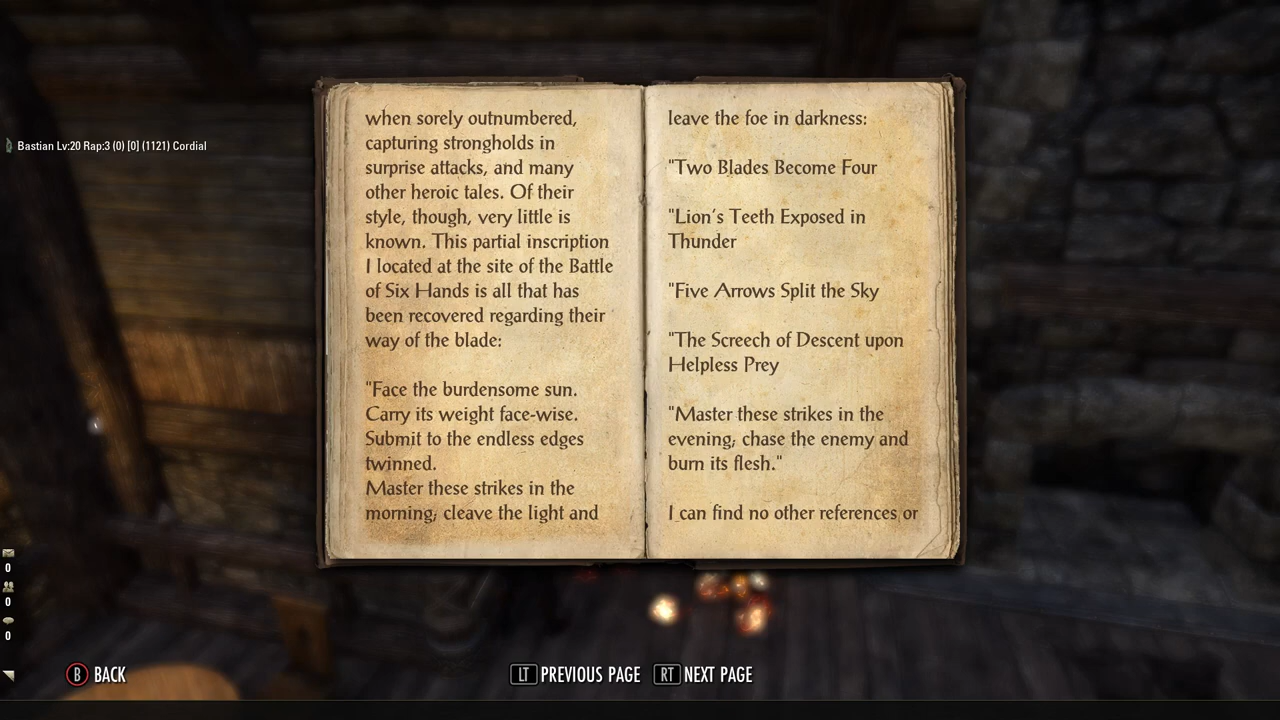 Bastian Lv:20 Rap:3 (0) [0] (1121) Cordial
when sorely outnumbered,
capturing strongholds in
surprise attacks, and many
other heroic tales. Of their
style, though, very little is
known. This partial inscription
I located at the site of the Battle
of Six Hands is all that has
been recovered regarding their
way of the blade:
"Face the burdensome sun.
Carry its weight face-wise.
Submit to the endless edges
twinned.
Master these strikes in the
morning; cleave the light and
leave the foe in darkness:
"Two Blades Become Four
"Lion's Teeth Exposed in
Thunder
"Five Arrows Split the Sky
"The Screech of Descent upon
Helpless Prey
"Master these strikes in the
evening; chase the enemy and
burn its flesh."
I can find no other references or
0
0
0
B BACK
LT PREVIOUS PAGE RT NEXT PAGE